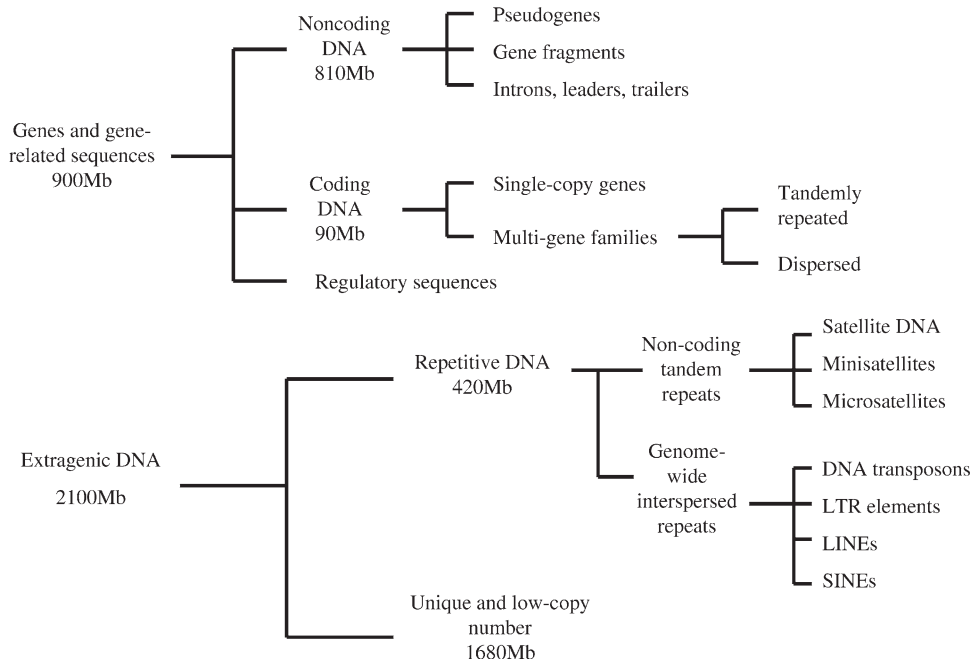 Noncoding
DNA
810Mb
Pseudogenes
Gene fragments
Introns, leaders, trailers
Genes and gene-
related sequences
900Mb
Coding
DNA
90Mb
Single-copy genes
Multi-gene families
Tandemly
repeated
Dispersed
Regulatory sequences
Extragenic DNA
2100Mb
Repetitive DNA
420Mb
Non-coding
tandem
repeats
Satellite DNA
Minisatellites
Microsatellites
Genome-
wide
interspersed
repeats
DNA transposons
LTR elements
LINEs
SINEs
Unique and low-copy
number
1680Mb